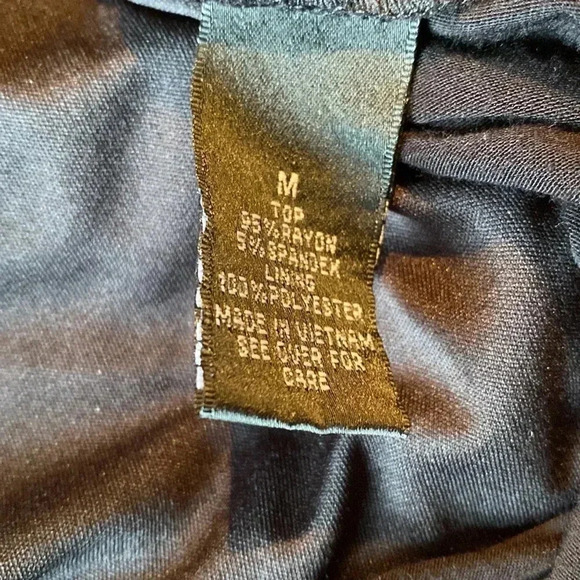 M
TOP
95% RAYON
5% SPANDEX
LINING
100% POLYESTER
MADE IN VIETNAM
SEE OVER FOR
CARE